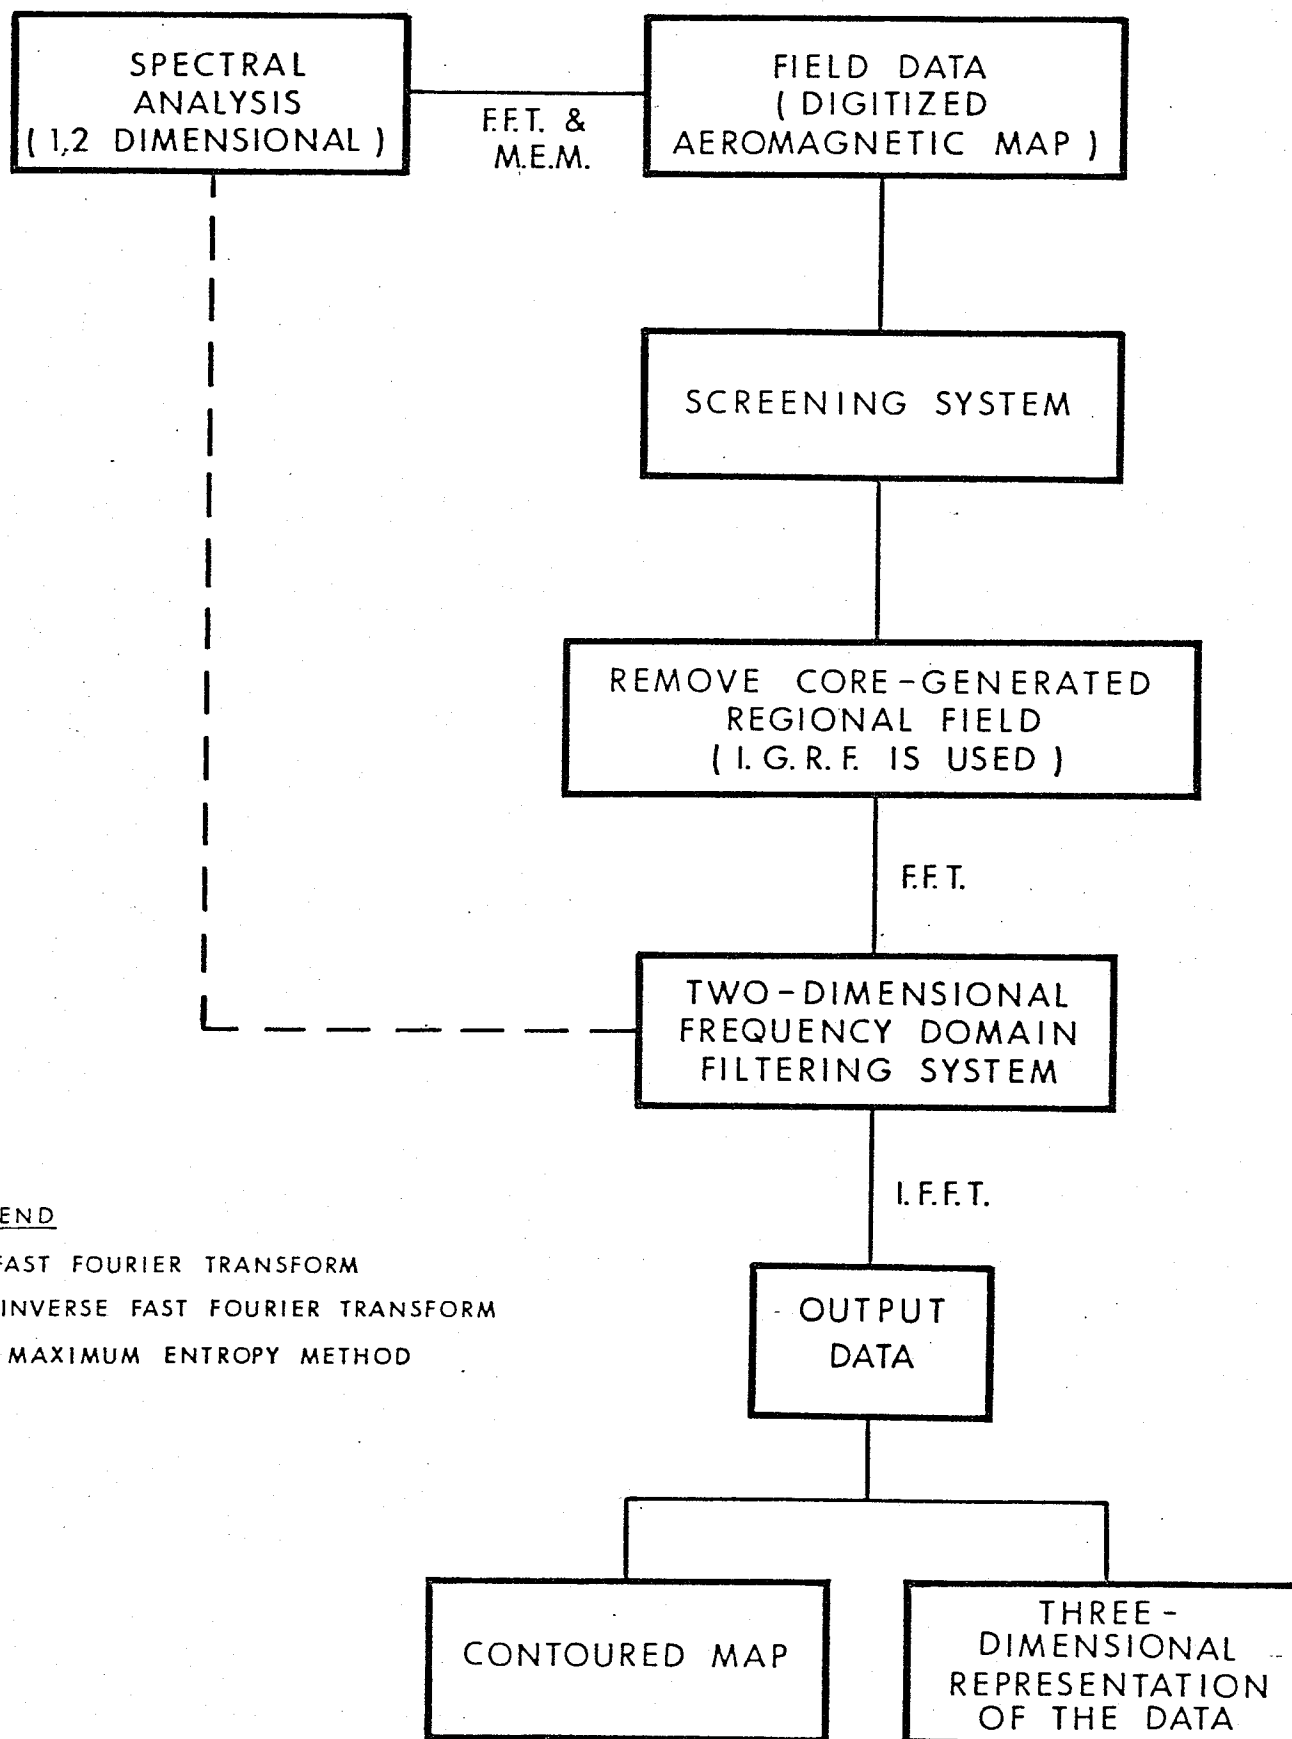 SPECTRAL
ANALYSIS
( 1,2 DIMENSIONAL )
F.F.T. &
M.E.M.
FIELD DATA
( DIGITIZED
AEROMAGNETIC MAP )
SCREENING SYSTEM
REMOVE CORE-GENERATED
REGIONAL FIELD
( I. G. R. F. IS USED )
F.F.T.
TWO-DIMENSIONAL
FREQUENCY DOMAIN
FILTERING SYSTEM
I. F. F. T.
END
FAST FOURIER TRANSFORM
INVERSE FAST FOURIER TRANSFORM
MAXIMUM ENTROPY METHOD
OUTPUT
DATA
CONTOURED MAP
THREE-
DIMENSIONAL
REPRESENTATION
OF THE DATA